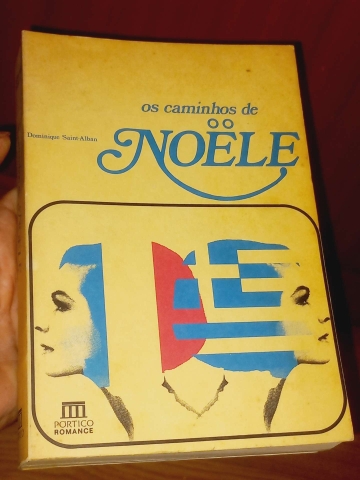 os caminhos de
Dominique Saint-Alban
NOËLE
PORTICO
ROMANCE